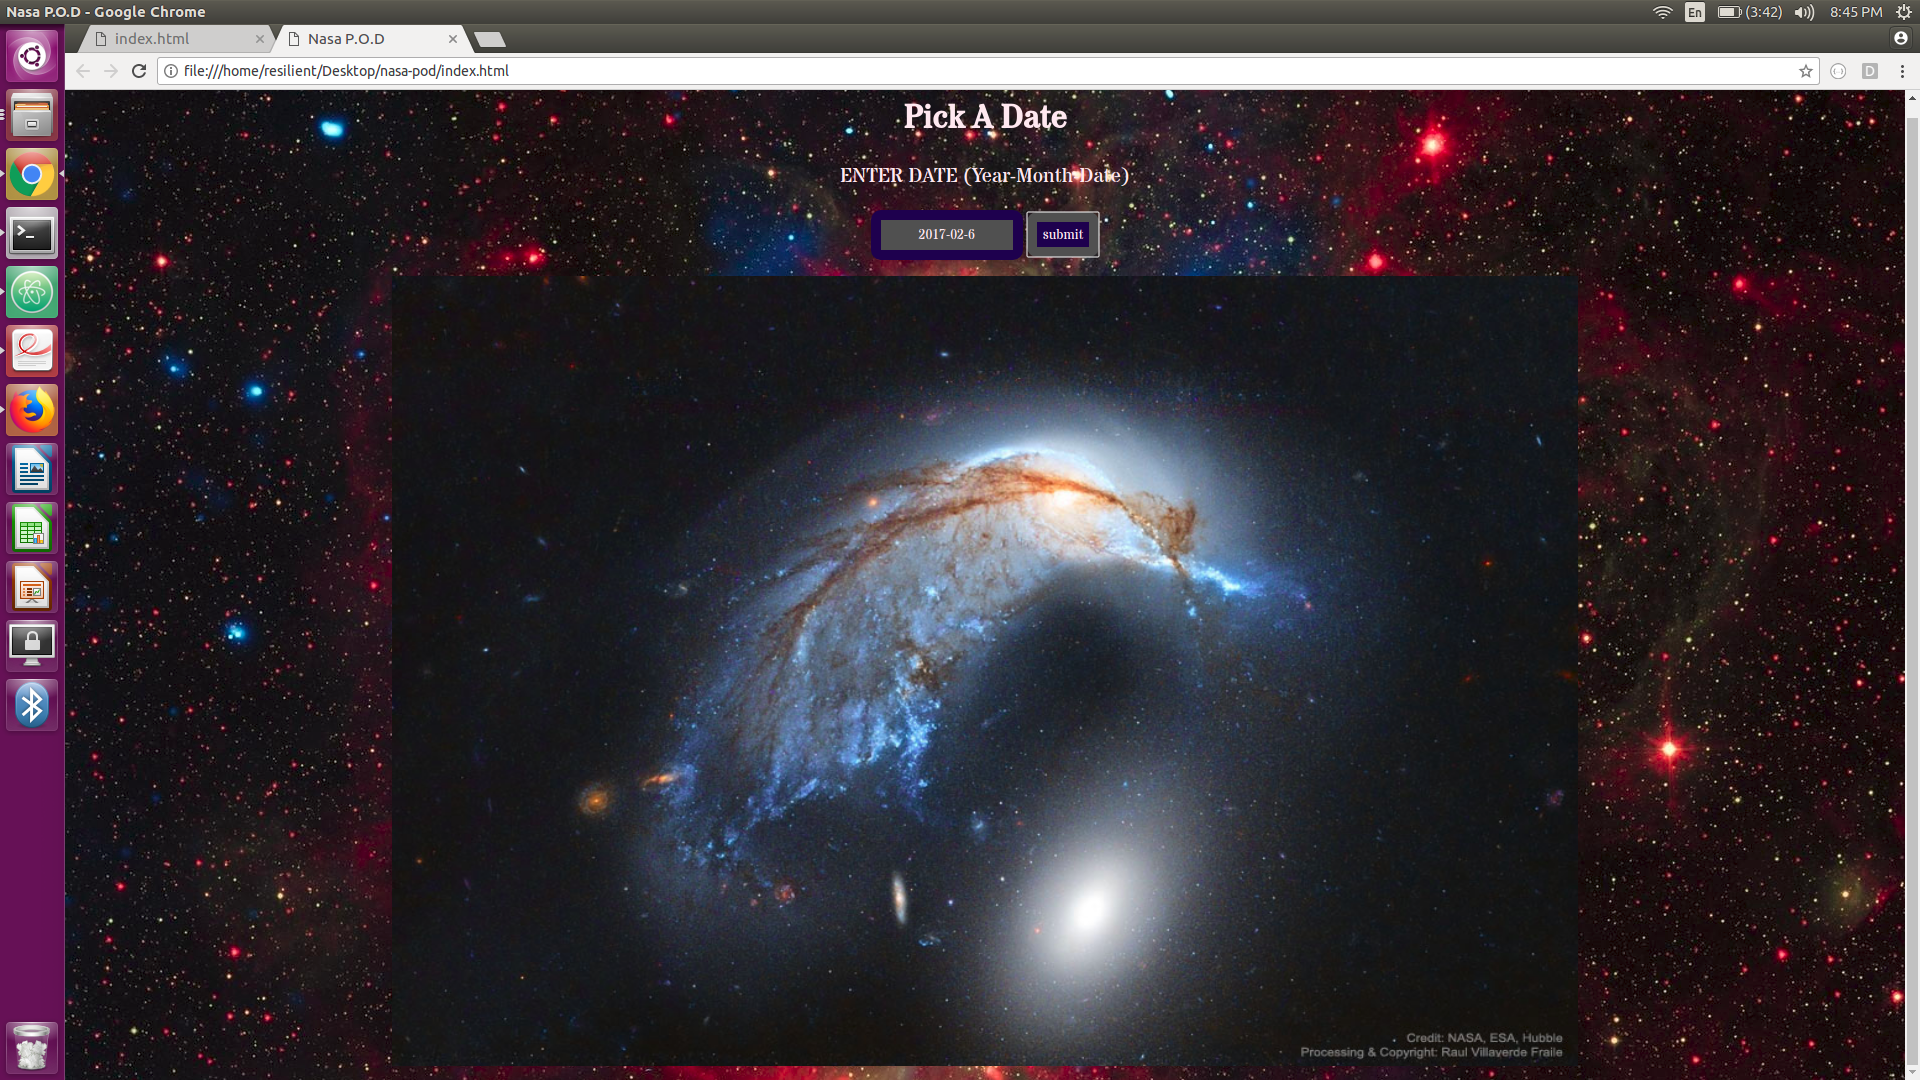 Nasa P.O.D - Google Chrome
En
(3:42)
8:45 PM
index.html
Nasa P.O.D
file:///home/resilient/Desktop/nasa-pod/index.html
D
Pick A Date
ENTER DATE (Year-Month-Date)
2017-02-6
submit
Credit: NASA, ESA, Hubble
Processing & Copyright: Raul Villaverde Fraile